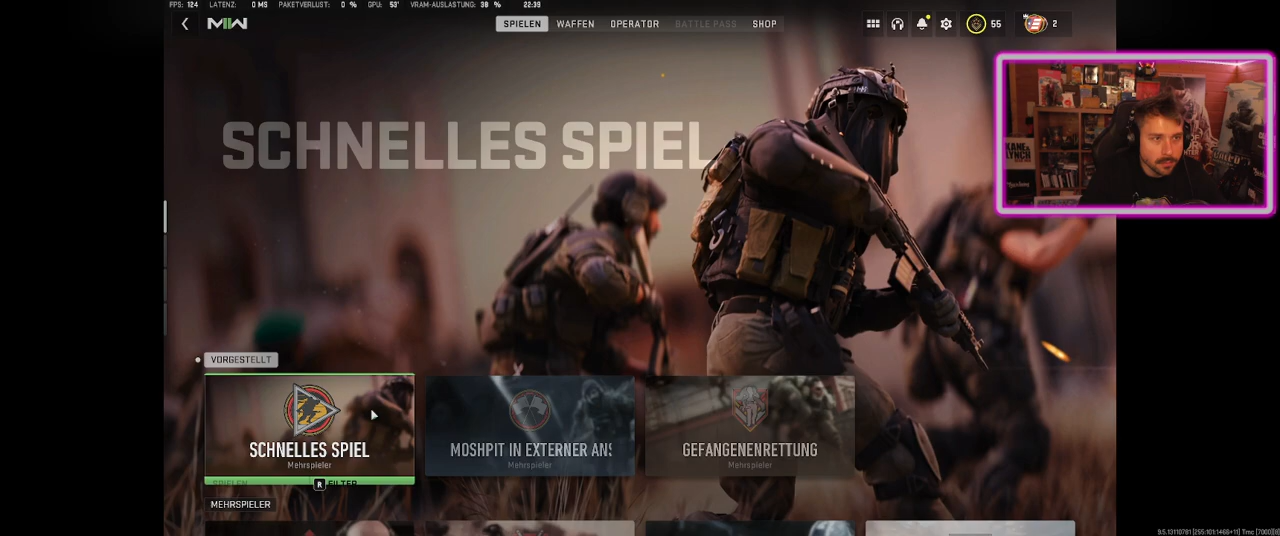 FPS: 124 LATENZ: 0 MS PAKETVERLUST: 0 % GPU: 53° VRAM-AUSLASTUNG: 38 % 22:39
MW SPIELEN WAFFEN OPERATOR BATTLE PASS SHOP 55 2
SCHNELLES SPIEL
KANE & LYNCH
VORGESTELLT
SCHNELLES SPIEL
Mehrspieler
SPIELEN R FILTER
MOSHPIT IN EXTERNER ANS
Mehrspieler
GEFANGENENRETTUNG
Mehrspieler
MEHRSPIELER